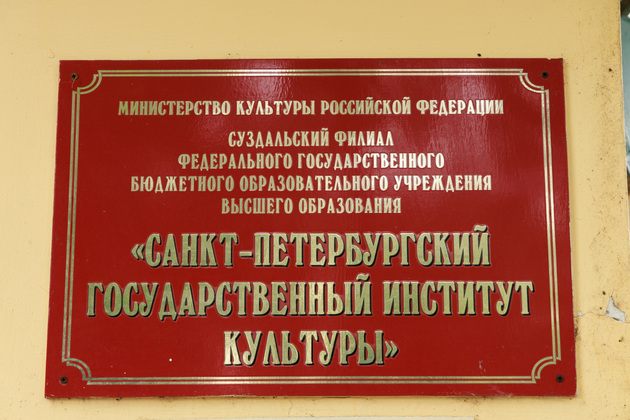 МИНИСТЕРСТВО КУЛЬТУРЫ РОССИЙСКОЙ ФЕДЕРАЦИИ
СУЗДАЛЬСКИЙ ФИЛИАЛ
ФЕДЕРАЛЬНОГО ГОСУДАРСТВЕННОГО
БЮДЖЕТНОГО ОБРАЗОВАТЕЛЬНОГО УЧРЕЖДЕНИЯ
ВЫСШЕГО ОБРАЗОВАНИЯ
«САНКТ-ПЕТЕРБУРГСКИЙ
ГОСУДАРСТВЕННЫЙ ИНСТИТУТ
КУЛЬТУРЫ»